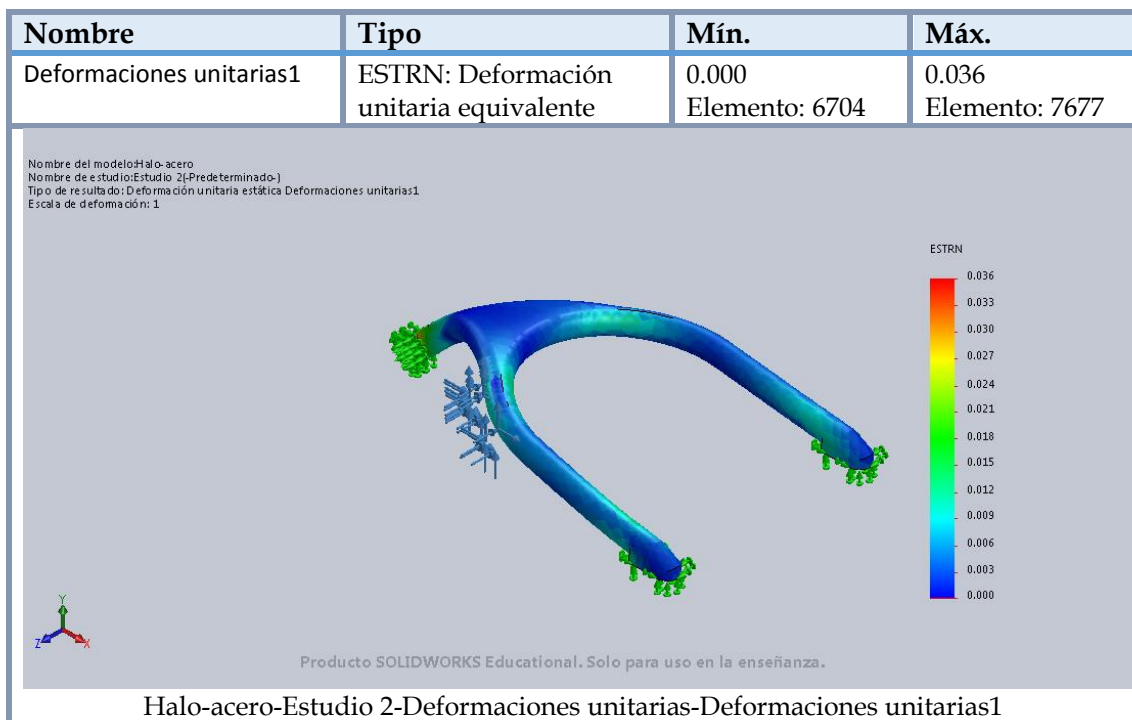 Nombre
Tipo
Mín.
Máx.
Deformaciones unitarias1
ESTRN: Deformación
unitaria equivalente
0.000
Elemento: 6704
0.036
Elemento: 7677
Nombre del modelo:Halo-acero
Nombre de estudio:Estudio 2(-Predeterminado-)
Tipo de resultado: Deformación unitaria estática Deformaciones unitarias1
Escala de deformación: 1
ESTRN
0.036
0.033
0.030
0.027
0.024
0.021
0.018
0.015
0.012
0.009
0.006
0.003
0.000
Y
Z
X
Producto SOLIDWORKS Educational. Solo para uso en la enseñanza.
Halo-acero-Estudio 2-Deformaciones unitarias-Deformaciones unitarias1